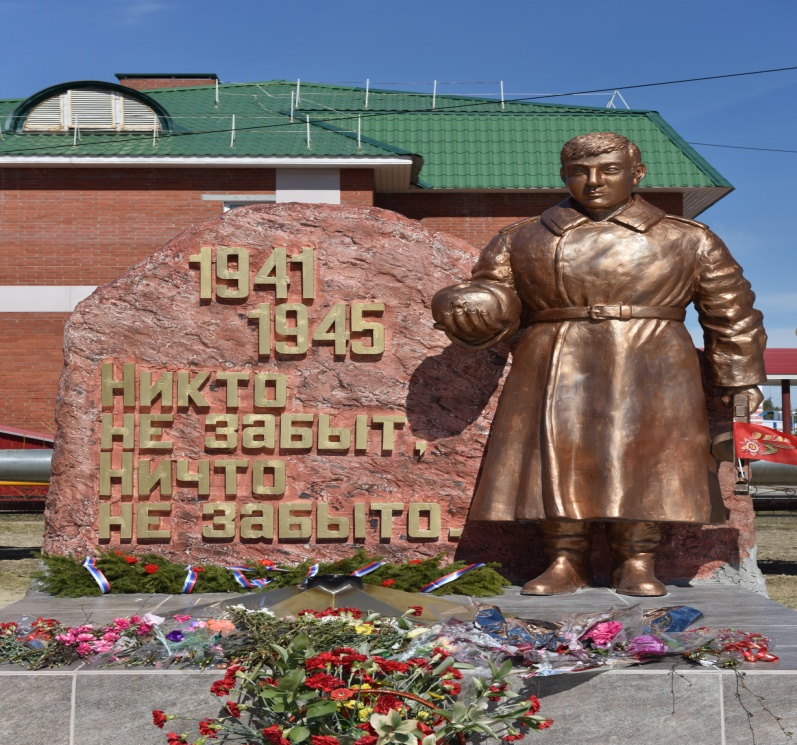 1941
1945
Никто
не забыт,
Ничто
не забыто.